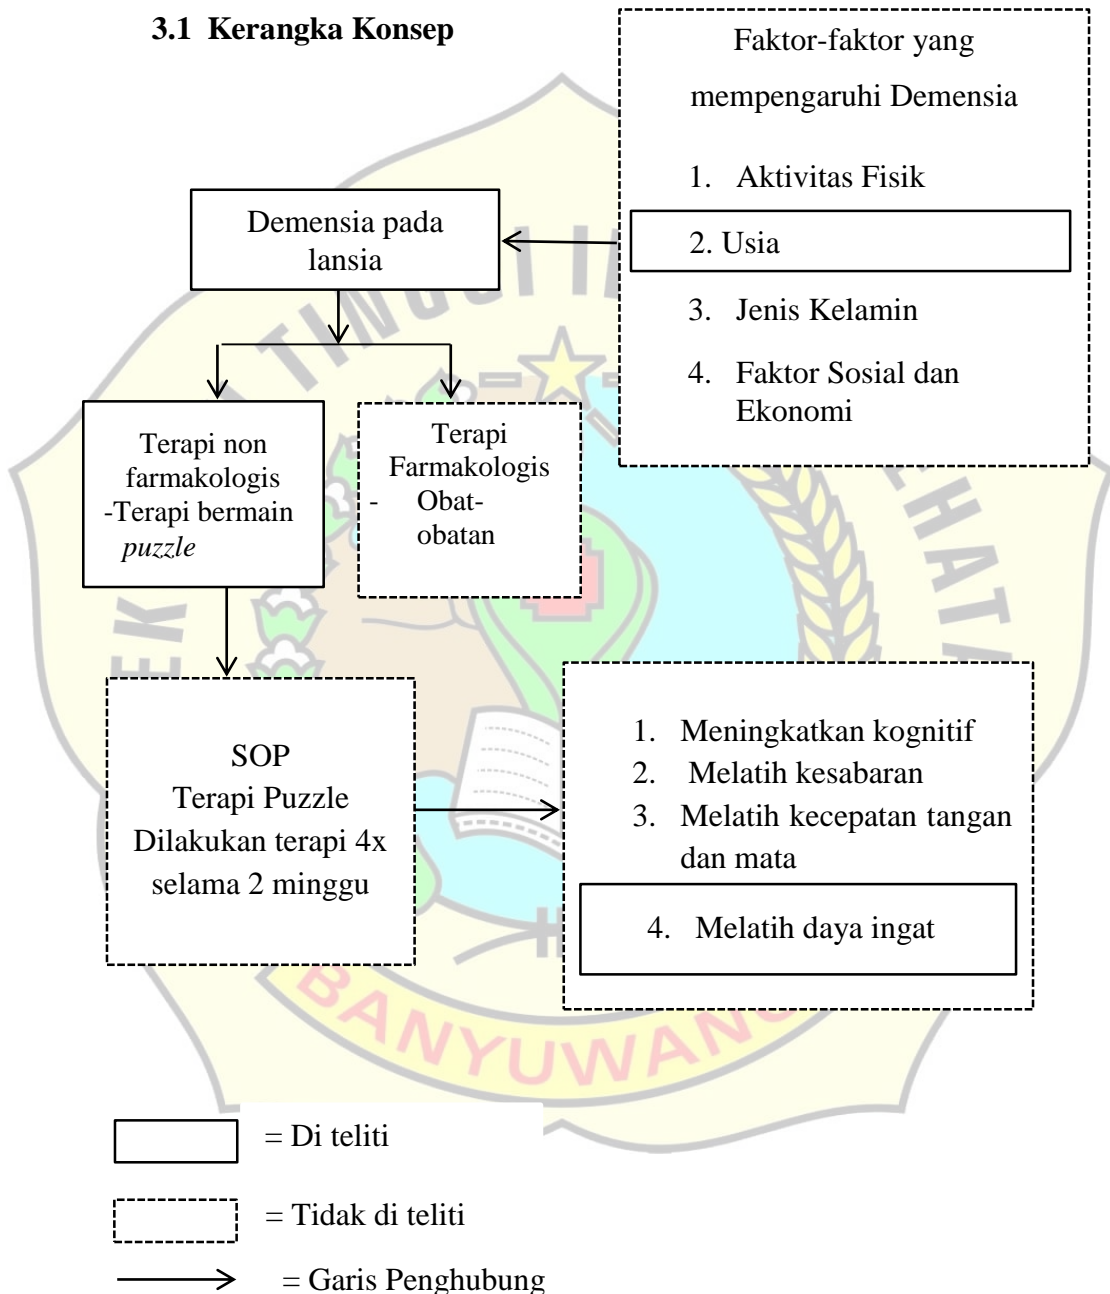 3.1 Kerangka Konsep
Faktor-faktor yang
mempengaruhi Demensia
1. Aktivitas Fisik
2. Usia
3. Jenis Kelamin
4. Faktor Sosial dan
Ekonomi
Demensia pada
lansia
Terapi non
farmakologis
-Terapi bermain
puzzle
Terapi
Farmakologis
- Obat-
obatan
SOP
Terapi Puzzle
Dilakukan terapi 4x
selama 2 minggu
1. Meningkatkan kognitif
2. Melatih kesabaran
3. Melatih kecepatan tangan
dan mata
4. Melatih daya ingat
= Di teliti
= Tidak di teliti
= Garis Penghubung